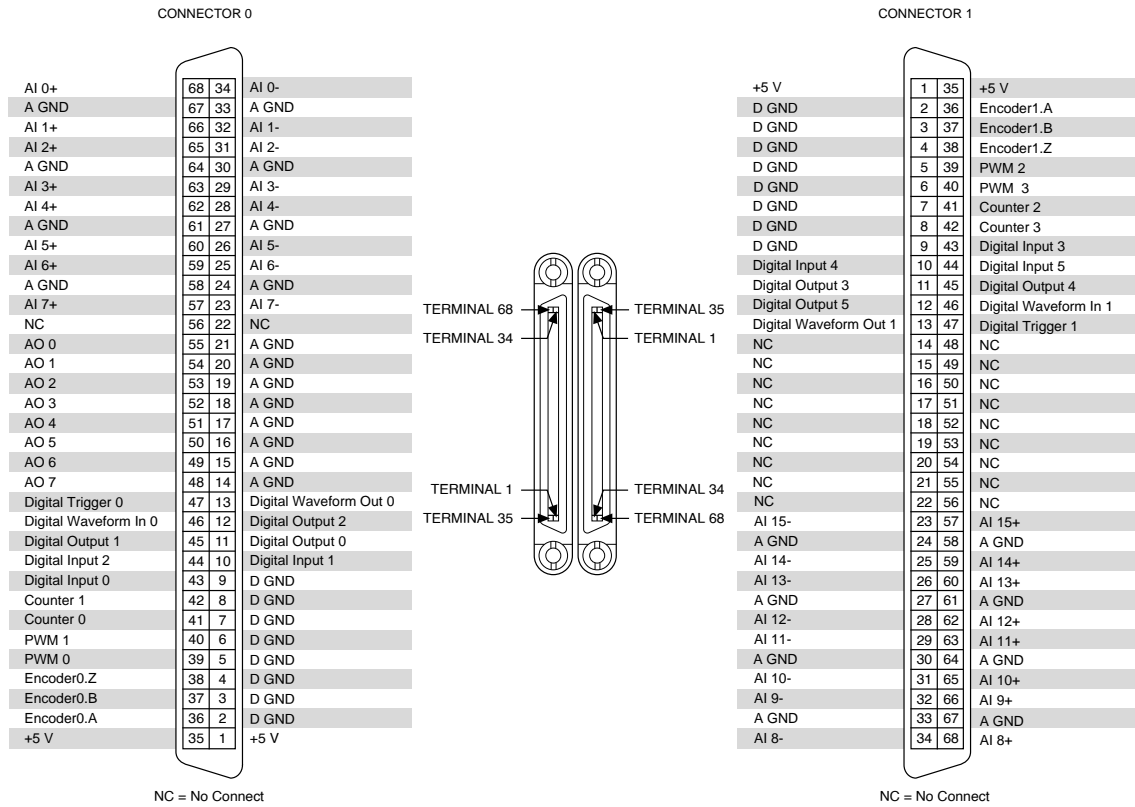 CONNECTOR 0
AI 0+ 68 34 AI 0-
A GND 67 33 A GND
AI 1+ 66 32 AI 1-
AI 2+ 65 31 AI 2-
A GND 64 30 A GND
AI 3+ 63 29 AI 3-
AI 4+ 62 28 AI 4-
A GND 61 27 A GND
AI 5+ 60 26 AI 5-
AI 6+ 59 25 AI 6-
A GND 58 24 A GND
AI 7+ 57 23 AI 7-
NC 56 22 NC
AO 0 55 21 A GND
AO 1 54 20 A GND
AO 2 53 19 A GND
AO 3 52 18 A GND
AO 4 51 17 A GND
AO 5 50 16 A GND
AO 6 49 15 A GND
AO 7 48 14 A GND
Digital Trigger 0 47 13 Digital Waveform Out 0
Digital Waveform In 0 46 12 Digital Output 2
Digital Output 1 45 11 Digital Output 0
Digital Input 2 44 10 Digital Input 1
Digital Input 0 43 9 D GND
Counter 1 42 8 D GND
Counter 0 41 7 D GND
PWM 1 40 6 D GND
PWM 0 39 5 D GND
Encoder0.Z 38 4 D GND
Encoder0.B 37 3 D GND
Encoder0.A 36 2 D GND
+5 V 35 1 +5 V
NC = No Connect
TERMINAL 68
TERMINAL 34
TERMINAL 1
TERMINAL 35
TERMINAL 35
TERMINAL 1
TERMINAL 34
TERMINAL 68
CONNECTOR 1
+5 V 1 35 +5 V
D GND 2 36 Encoder1.A
D GND 3 37 Encoder1.B
D GND 4 38 Encoder1.Z
D GND 5 39 PWM 2
D GND 6 40 PWM 3
D GND 7 41 Counter 2
D GND 8 42 Counter 3
D GND 9 43 Digital Input 3
Digital Input 4 10 44 Digital Input 5
Digital Output 3 11 45 Digital Output 4
Digital Output 5 12 46 Digital Waveform In 1
Digital Waveform Out 1 13 47 Digital Trigger 1
NC 14 48 NC
NC 15 49 NC
NC 16 50 NC
NC 17 51 NC
NC 18 52 NC
NC 19 53 NC
NC 20 54 NC
NC 21 55 NC
NC 22 56 NC
AI 15- 23 57 AI 15+
A GND 24 58 A GND
AI 14- 25 59 AI 14+
AI 13- 26 60 AI 13+
A GND 27 61 A GND
AI 12- 28 62 AI 12+
AI 11- 29 63 AI 11+
A GND 30 64 A GND
AI 10- 31 65 AI 10+
AI 9- 32 66 AI 9+
A GND 33 67 A GND
AI 8- 34 68 AI 8+
NC = No Connect